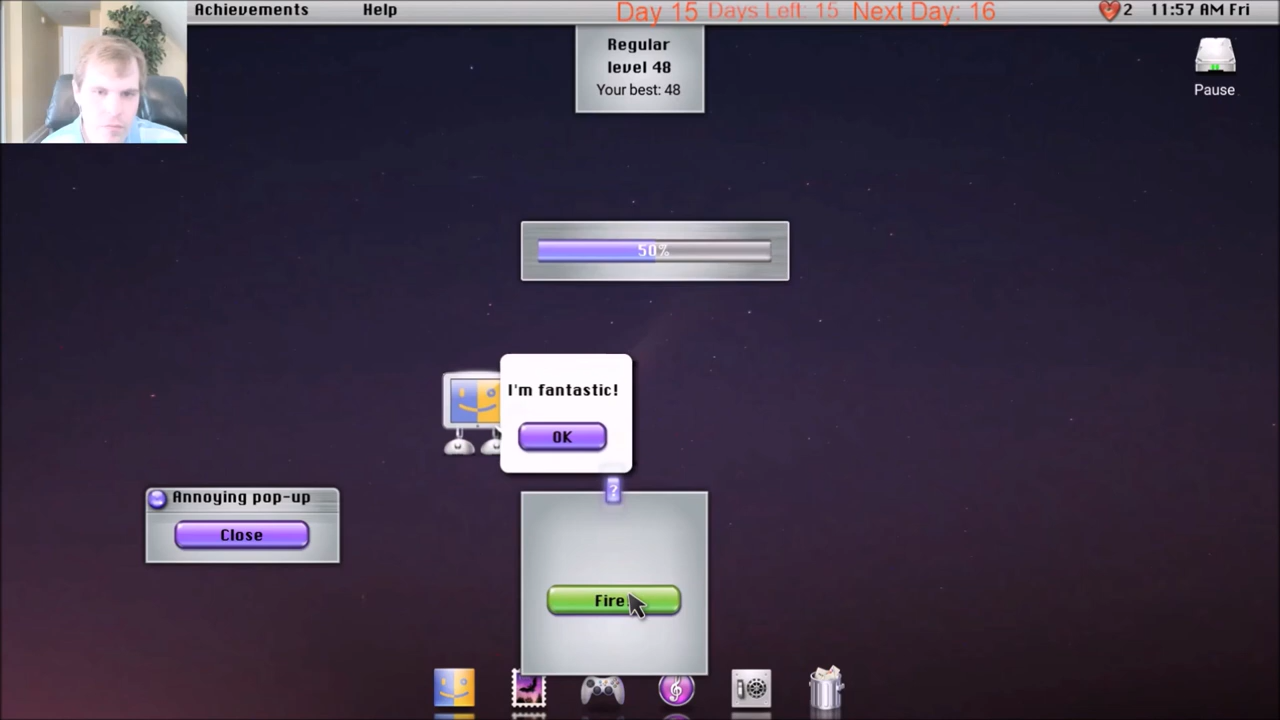 Achievements Help Day 15 Days Left: 15 Next Day: 16 2 11:57 AM Fri
Regular
level 48
Your best: 48
Pause
50%
I'm fantastic!
OK
?
Annoying pop-up
Close
Fire